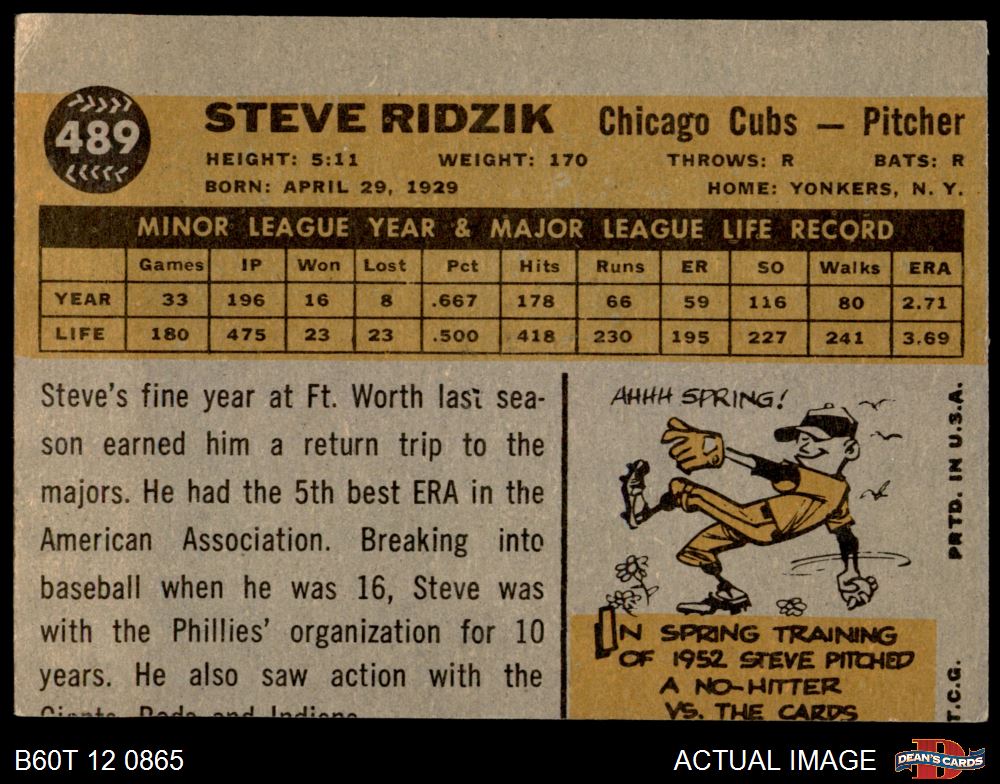 489
STEVE RIDZIK Chicago Cubs — Pitcher
HEIGHT: 5:11 WEIGHT: 170 THROWS: R BATS: R
BORN: APRIL 29, 1929 HOME: YONKERS, N. Y.
MINOR LEAGUE YEAR & MAJOR LEAGUE LIFE RECORD
Games IP Won Lost Pct Hits Runs ER SO Walks ERA
YEAR 33 196 16 8 .667 178 66 59 116 80 2.71
LIFE 180 475 23 23 .500 418 230 195 227 241 3.69
Steve's fine year at Ft. Worth last sea-
son earned him a return trip to the
majors. He had the 5th best ERA in the
American Association. Breaking into
baseball when he was 16, Steve was
with the Phillies' organization for 10
years. He also saw action with the
Giants, Reds and Indians.
AHHH SPRING!
IN SPRING TRAINING
OF 1952 STEVE PITCHED
A NO-HITTER
VS. THE CARDS
T.C.G. PRTD. IN U.S.A.
B60T 12 0865 ACTUAL IMAGE
DEAN'S CARDS